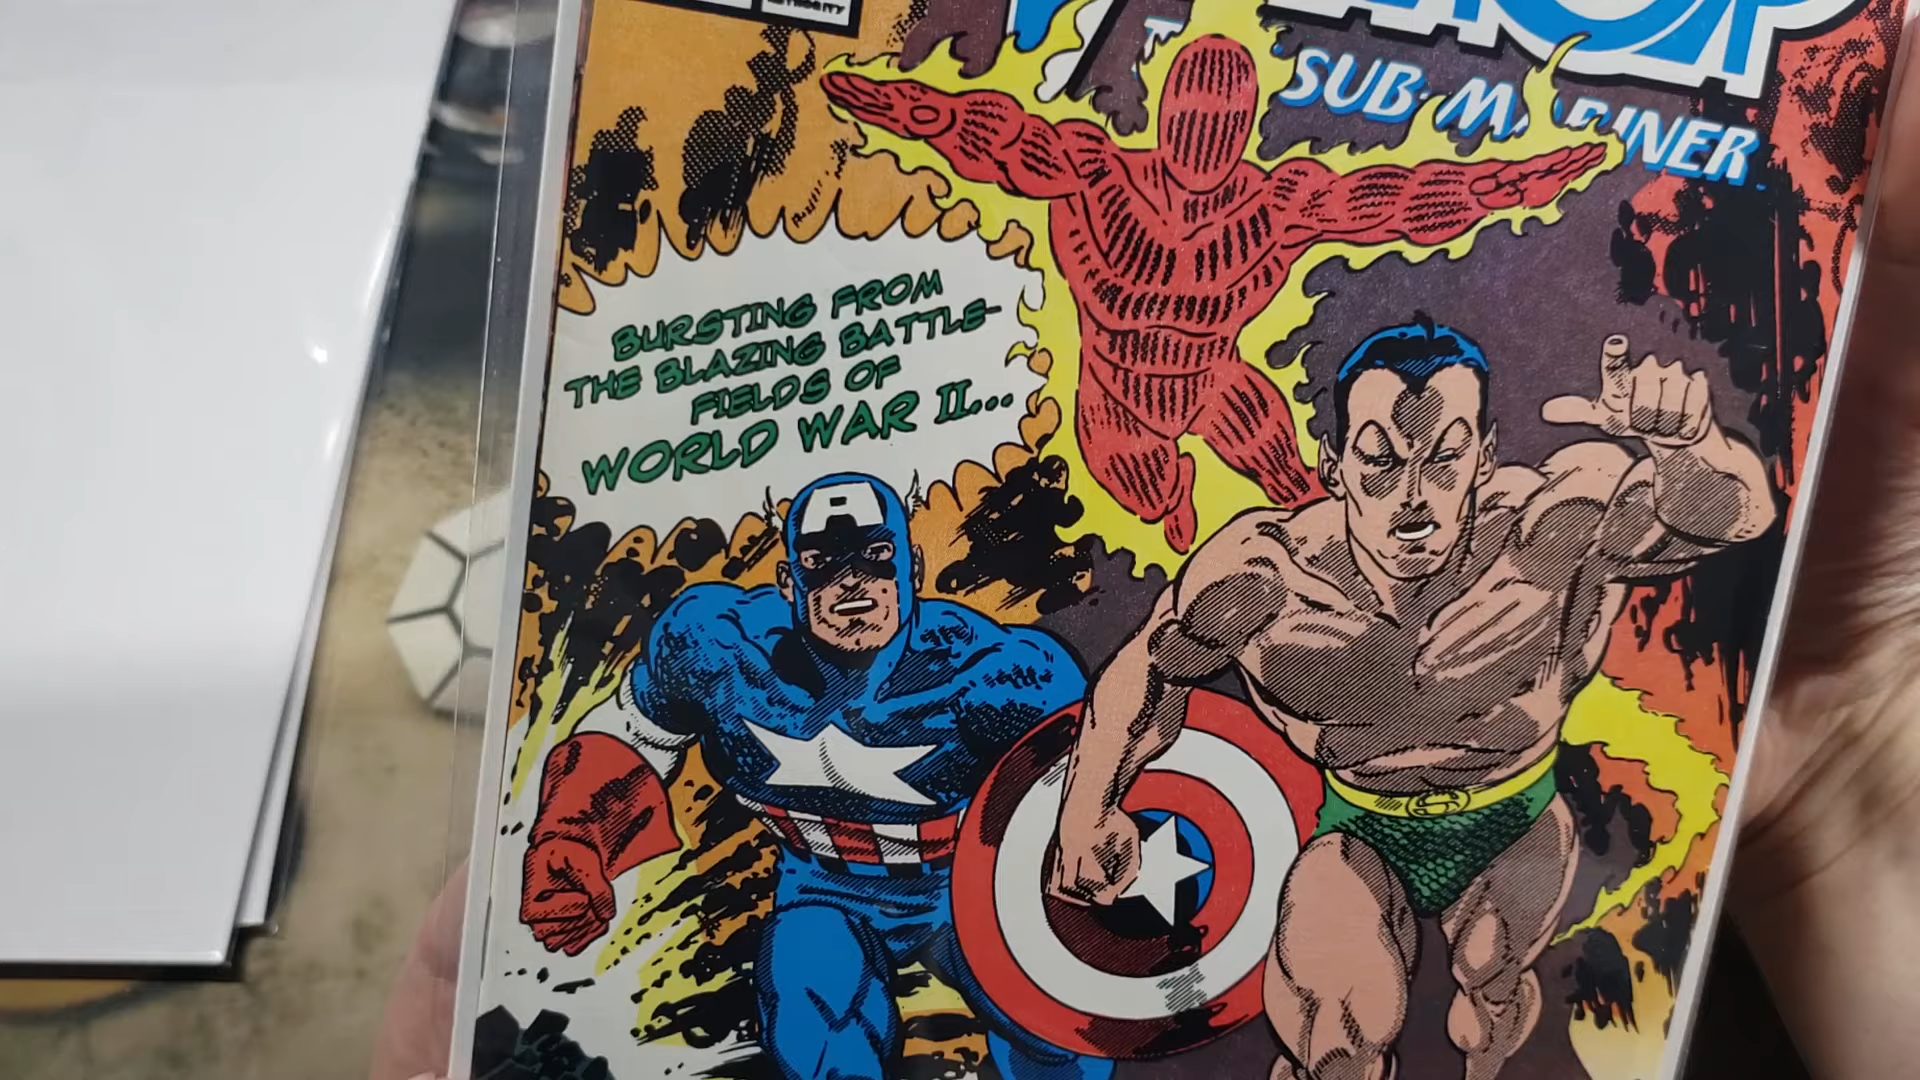 SUB-MARINER
BURSTING FROM
THE BLAZING BATTLE-
FIELDS OF
WORLD WAR II...
A